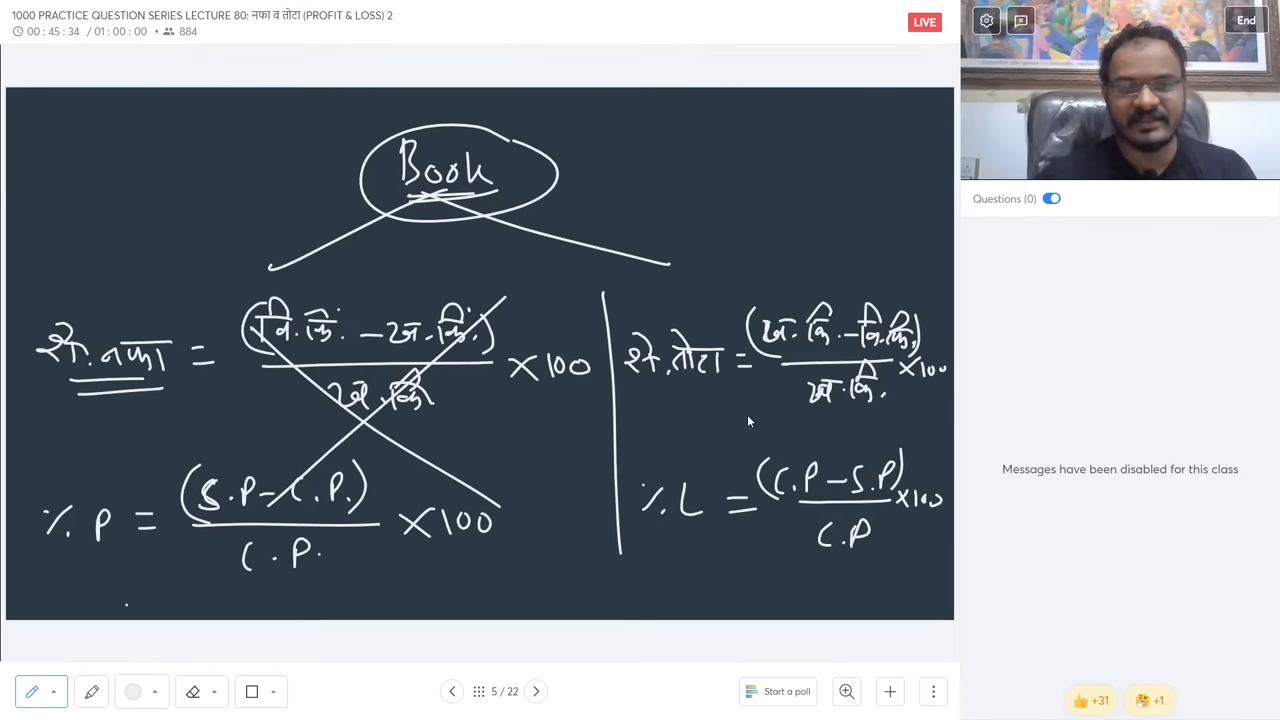 1000 PRACTICE QUESTION SERIES LECTURE 80: नफा व तोटा (PROFIT & LOSS) 2
00 : 45 : 34 / 01 : 00 : 00 • 884
LIVE
End
Questions (0)
Book
शे. नफा = (वि. किं. – ख. किं.) / ख. किं × 100
% P = (S.P – C.P.) / C.P. × 100
शे. तोटा = (ख. किं – वि. किं.) / ख. किं. × 100
% L = (C.P – S.P) / C.P × 100
Messages have been disabled for this class
5 / 22
Start a poll
+31
+1